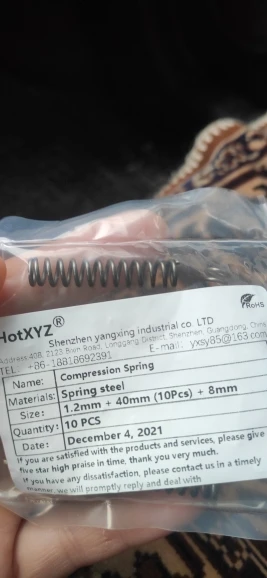 HotXYZ®
RoHS
Shenzhen yangxing industrial co. LTD
Address:408, 2123 Bixin Road, Longgang District, Shenzhen, Guangdong, China
TEL: +86-18818692391 E-mail: yxsy85@163.com
Name: Compression Spring
Materials: Spring steel
Size: 1.2mm + 40mm (10Pcs) + 8mm
Quantity: 10 PCS
Date: December 4, 2021
If you are satisfied with the products and services, please give
five star high praise in time, thank you very much.
If you have any dissatisfaction, please contact us in a timely
manner, we will promptly reply and deal with